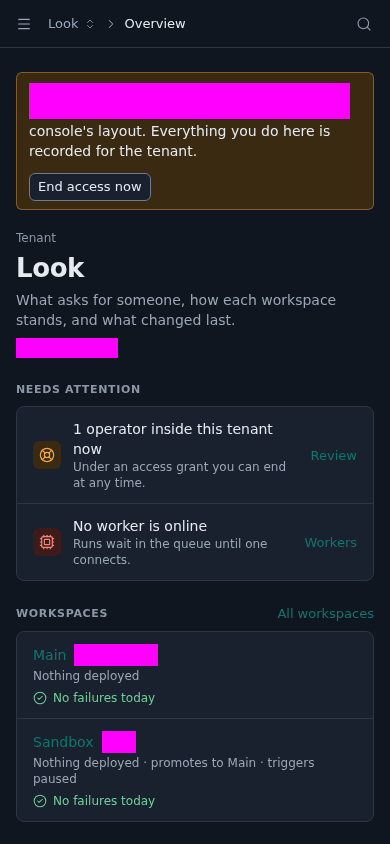 Look
Overview
console's layout. Everything you do here is
recorded for the tenant.
End access now
Tenant
Look
What asks for someone, how each workspace
stands, and what changed last.
NEEDS ATTENTION
1 operator inside this tenant
now
Under an access grant you can end
at any time.
Review
No worker is online
Runs wait in the queue until one
connects.
Workers
WORKSPACES
All workspaces
Main
Nothing deployed
No failures today
Sandbox
Nothing deployed · promotes to Main · triggers
paused
No failures today